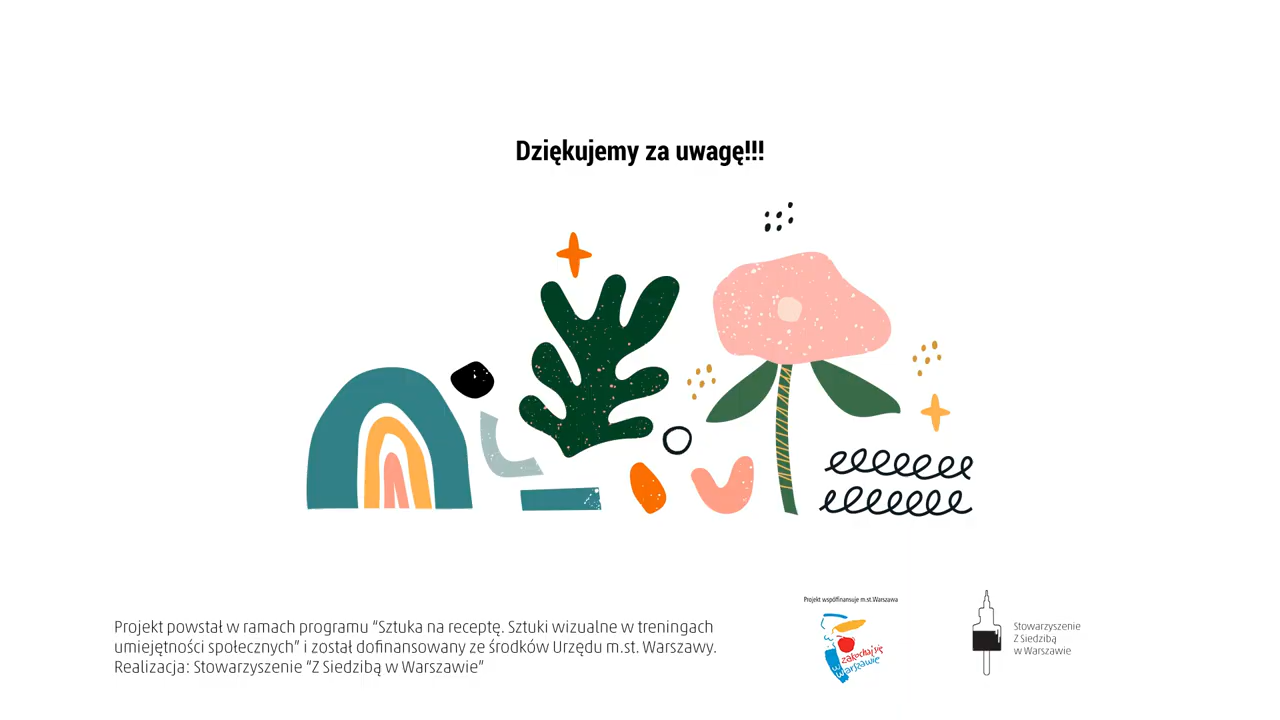 Dziękujemy za uwagę!!!
Projekt powstał w ramach programu “Sztuka na receptę. Sztuki wizualne w treningach
umiejętności społecznych” i został dofinansowany ze środków Urzędu m.st. Warszawy.
Realizacja: Stowarzyszenie “Z Siedzibą w Warszawie”
Projekt współfinansuje m.st.Warszawa
zakochaj się
w warszawie
Stowarzyszenie
Z Siedzibą
w Warszawie